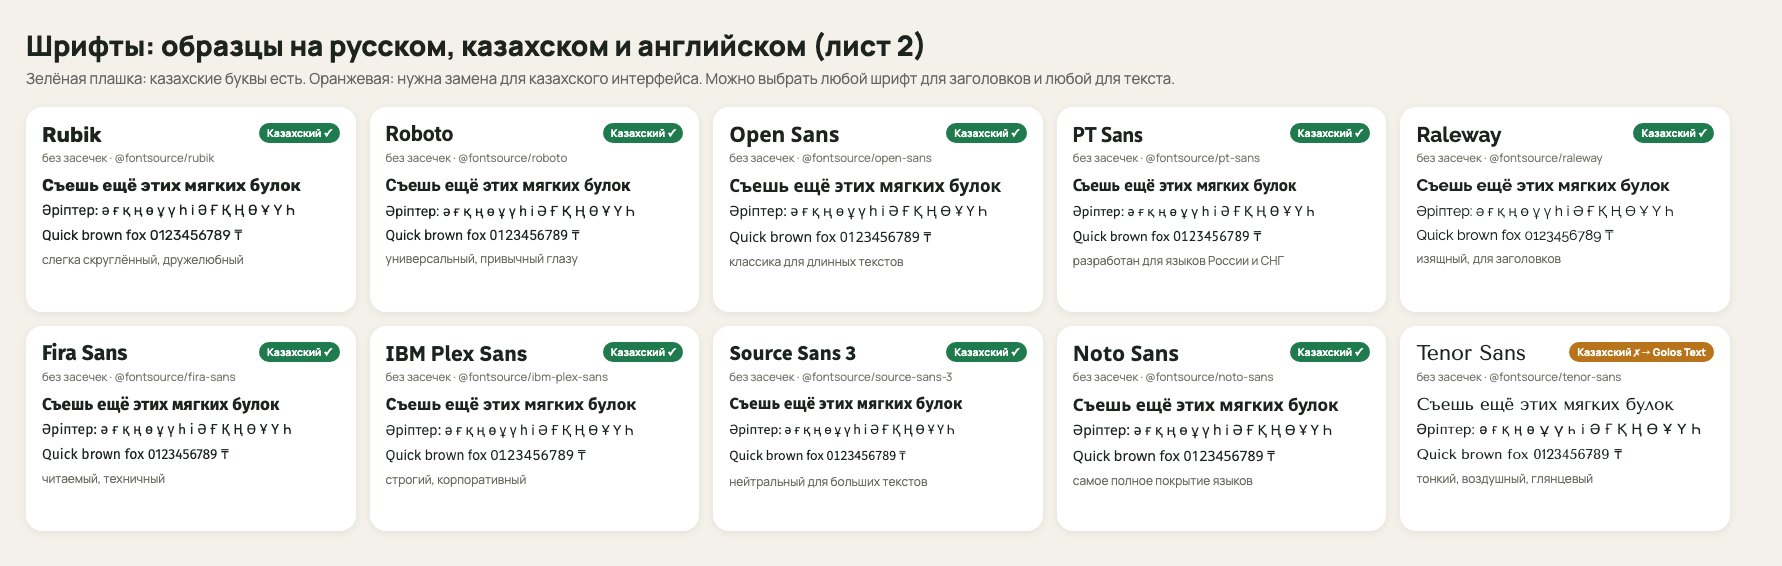 Шрифты: образцы на русском, казахском и английском (лист 2)
Зелёная плашка: казахские буквы есть. Оранжевая: нужна замена для казахского интерфейса. Можно выбрать любой шрифт для заголовков и любой для текста.
Rubik
Казахский ✓
без засечек · @fontsource/rubik
Съешь ещё этих мягких булок
Әріптер: ә ғ қ ң ө ұ ү һ і Ә Ғ Қ Ң Ө Ұ Ү Һ
Quick brown fox 0123456789 ₸
слегка скруглённый, дружелюбный
Roboto
Казахский ✓
без засечек · @fontsource/roboto
Съешь ещё этих мягких булок
Әріптер: ә ғ қ ң ө ұ ү һ і Ә Ғ Қ Ң Ө Ұ Ү Һ
Quick brown fox 0123456789 ₸
универсальный, привычный глазу
Open Sans
Казахский ✓
без засечек · @fontsource/open-sans
Съешь ещё этих мягких булок
Әріптер: ә ғ қ ң ө ұ ү һ і Ә Ғ Қ Ң Ө Ұ Ү Һ
Quick brown fox 0123456789 ₸
классика для длинных текстов
PT Sans
Казахский ✓
без засечек · @fontsource/pt-sans
Съешь ещё этих мягких булок
Әріптер: ә ғ қ ң ө ұ ү һ і Ә Ғ Қ Ң Ө Ұ Ү Һ
Quick brown fox 0123456789 ₸
разработан для языков России и СНГ
Raleway
Казахский ✓
без засечек · @fontsource/raleway
Съешь ещё этих мягких булок
Әріптер: ә ғ қ ң ө ұ ү һ і Ә Ғ Қ Ң Ө Ұ Ү Һ
Quick brown fox 0123456789 ₸
изящный, для заголовков
Fira Sans
Казахский ✓
без засечек · @fontsource/fira-sans
Съешь ещё этих мягких булок
Әріптер: ә ғ қ ң ө ұ ү һ і Ә Ғ Қ Ң Ө Ұ Ү Һ
Quick brown fox 0123456789 ₸
читаемый, техничный
IBM Plex Sans
Казахский ✓
без засечек · @fontsource/ibm-plex-sans
Съешь ещё этих мягких булок
Әріптер: ә ғ қ ң ө ұ ү һ і Ә Ғ Қ Ң Ө Ұ Ү Һ
Quick brown fox 0123456789 ₸
строгий, корпоративный
Source Sans 3
Казахский ✓
без засечек · @fontsource/source-sans-3
Съешь ещё этих мягких булок
Әріптер: ә ғ қ ң ө ұ ү һ і Ә Ғ Қ Ң Ө Ұ Ү Һ
Quick brown fox 0123456789 ₸
нейтральный для больших текстов
Noto Sans
Казахский ✓
без засечек · @fontsource/noto-sans
Съешь ещё этих мягких булок
Әріптер: ә ғ қ ң ө ұ ү һ і Ә Ғ Қ Ң Ө Ұ Ү Һ
Quick brown fox 0123456789 ₸
самое полное покрытие языков
Tenor Sans
Казахский ✗ → Golos Text
без засечек · @fontsource/tenor-sans
Съешь ещё этих мягких булок
Әріптер: ә ғ қ ң ө ұ ү һ і Ә Ғ Қ Ң Ө Ұ Ү Һ
Quick brown fox 0123456789 ₸
тонкий, воздушный, глянцевый